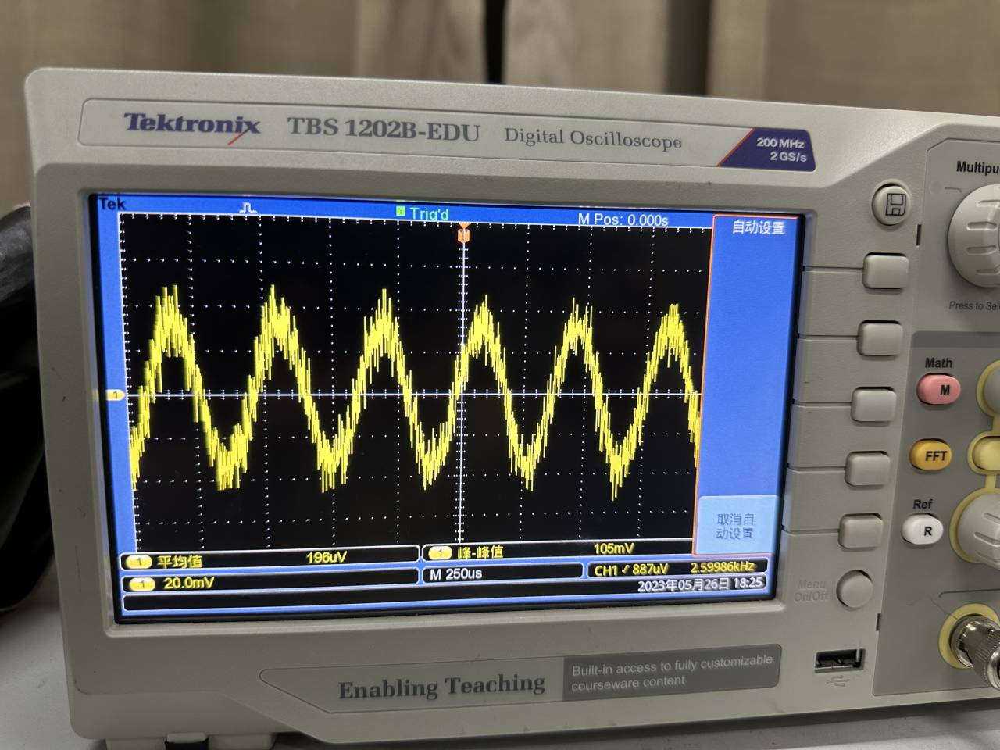 Tektronix TBS 1202B-EDU Digital Oscilloscope
200 MHz
2 GS/s
Tek
Trig'd
M Pos: 0.000s
自动设置
T
1
取消自
动设置
1 平均值 196uV
1 峰-峰值 105mV
1 20.0mV
M 250us
CH1 / 887uV 2.59986kHz
2023年05月26日 18:25
Enabling Teaching
Built-in access to fully customizable
courseware content
Press to
Math
M
FFT
Ref
R
Menu
On/Off